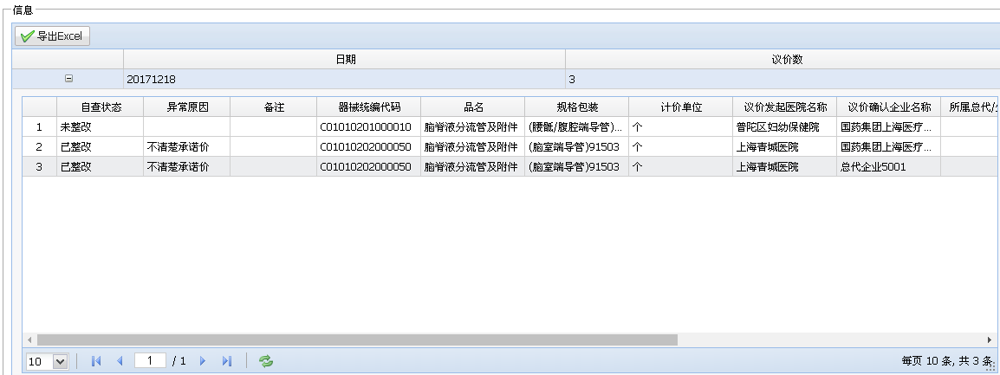 信息
导出Excel
日期 议价数
20171218 3
自查状态 异常原因 备注 器械统编代码 品名 规格包装 计价单位 议价发起医院名称 议价确认企业名称 所属总代/
1 未整改 C01010201000010 脑脊液分流管及附件 (腰骶/腹腔端导管)... 个 普陀区妇幼保健院 国药集团上海医疗...
2 已整改 不清楚承诺价 C01010202000050 脑脊液分流管及附件 (脑室端导管)91503 个 上海青城医院 国药集团上海医疗...
3 已整改 不清楚承诺价 C01010202000050 脑脊液分流管及附件 (脑室端导管)91503 个 上海青城医院 总代企业5001
10 1 / 1 每页 10 条, 共 3 条